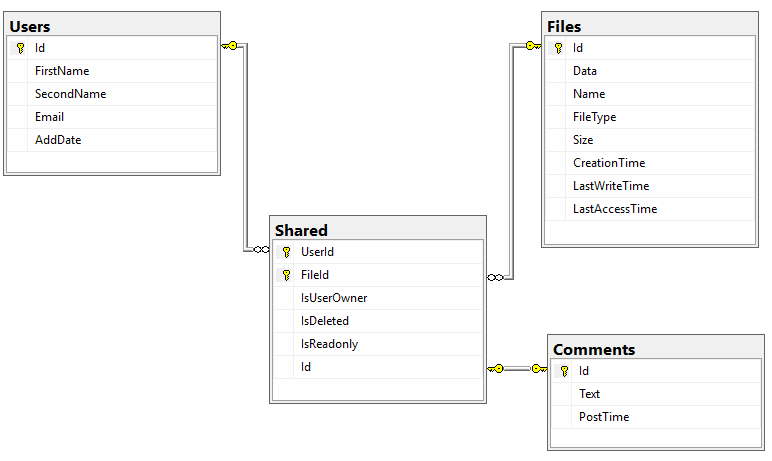 Users
Id
FirstName
SecondName
Email
AddDate
Files
Id
Data
Name
FileType
Size
CreationTime
LastWriteTime
LastAccessTime
Shared
UserId
FileId
IsUserOwner
IsDeleted
IsReadonly
Id
Comments
Id
Text
PostTime